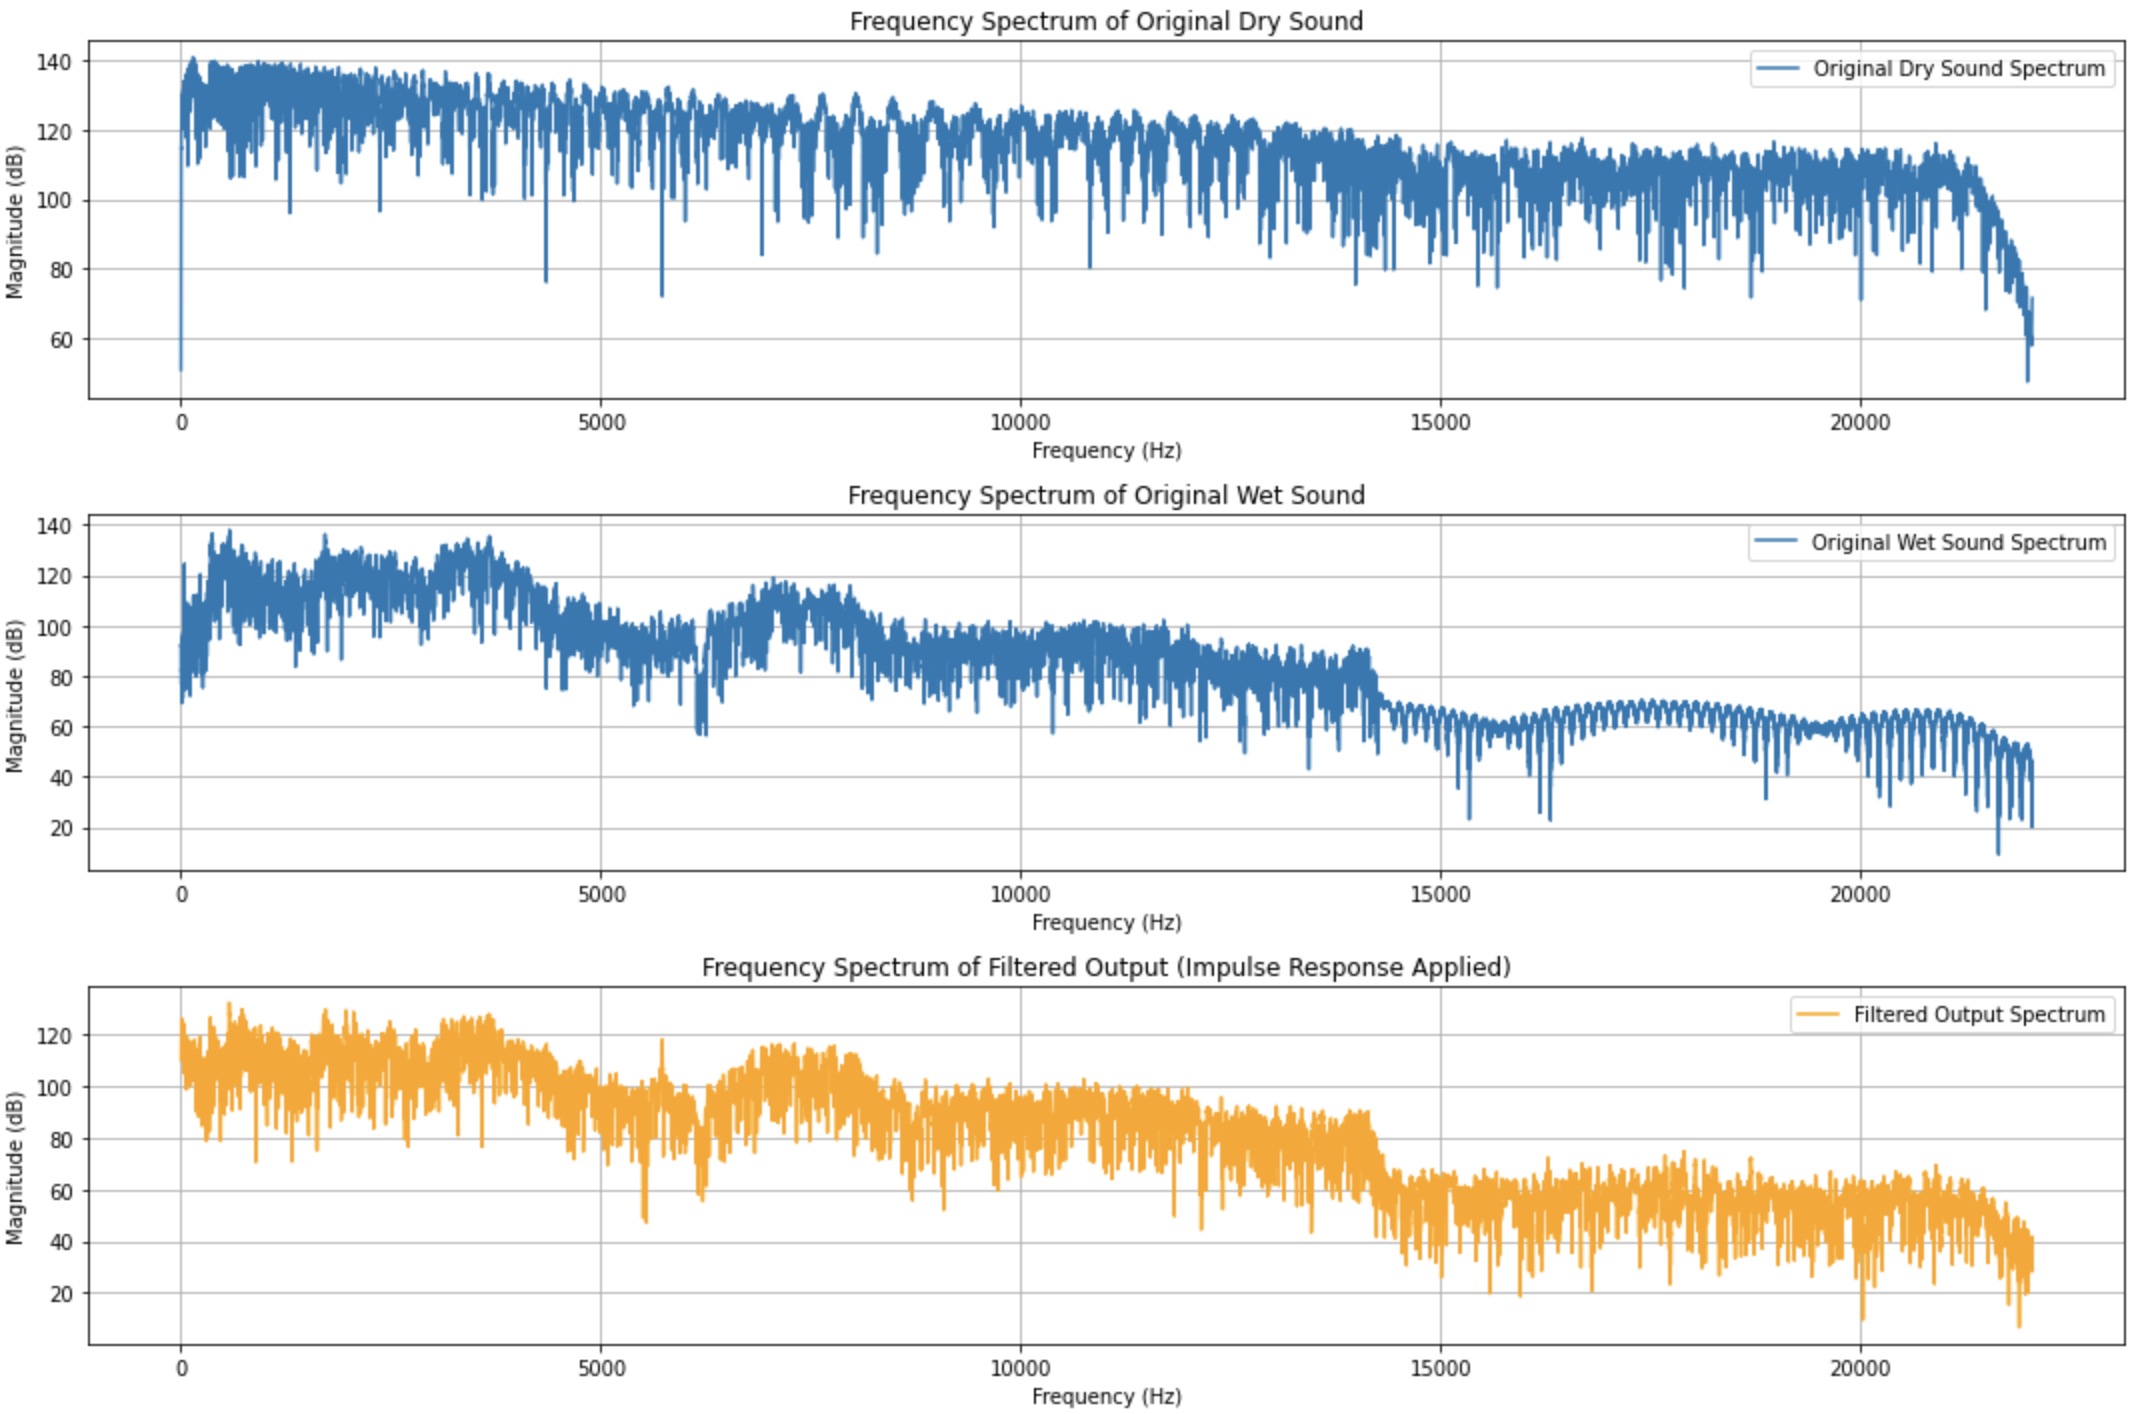 Frequency Spectrum of Original Dry Sound
Original Dry Sound Spectrum
Magnitude (dB)
140
120
100
80
60
0 5000 10000 15000 20000
Frequency (Hz)
Frequency Spectrum of Original Wet Sound
Original Wet Sound Spectrum
Magnitude (dB)
140
120
100
80
60
40
20
0 5000 10000 15000 20000
Frequency (Hz)
Frequency Spectrum of Filtered Output (Impulse Response Applied)
Filtered Output Spectrum
Magnitude (dB)
120
100
80
60
40
20
0 5000 10000 15000 20000
Frequency (Hz)